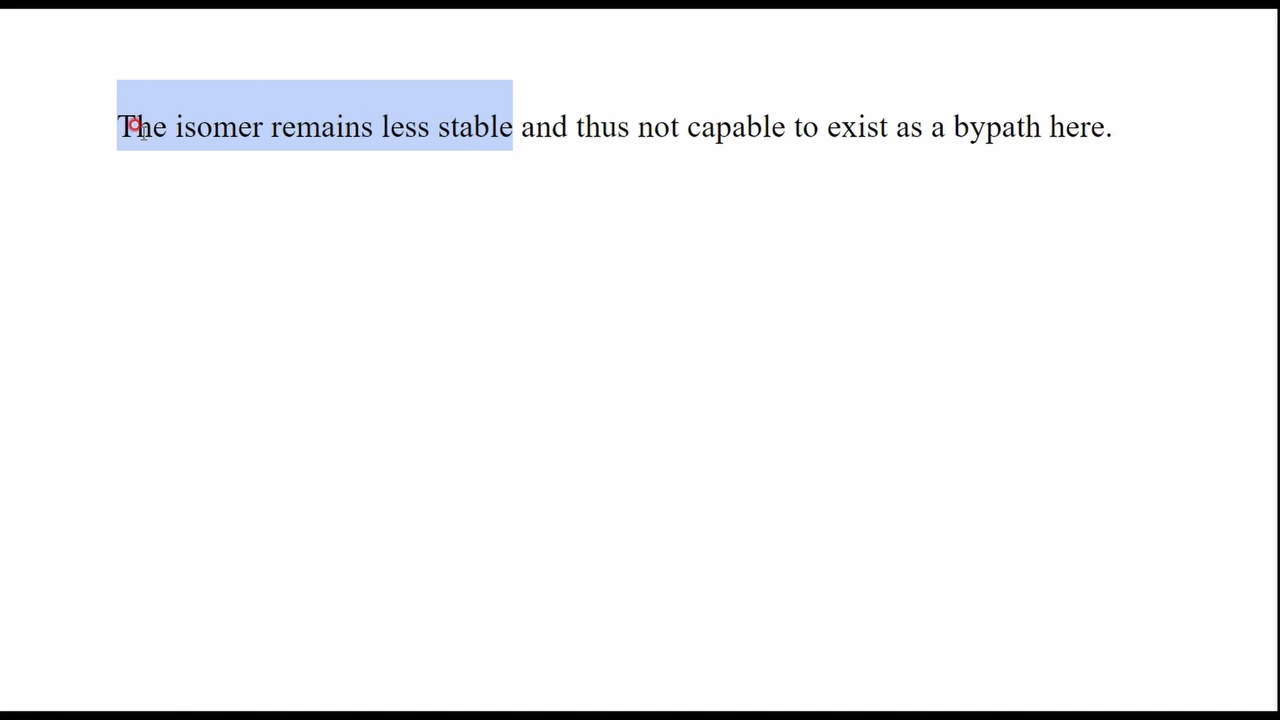 The isomer remains less stable and thus not capable to exist as a bypath here.